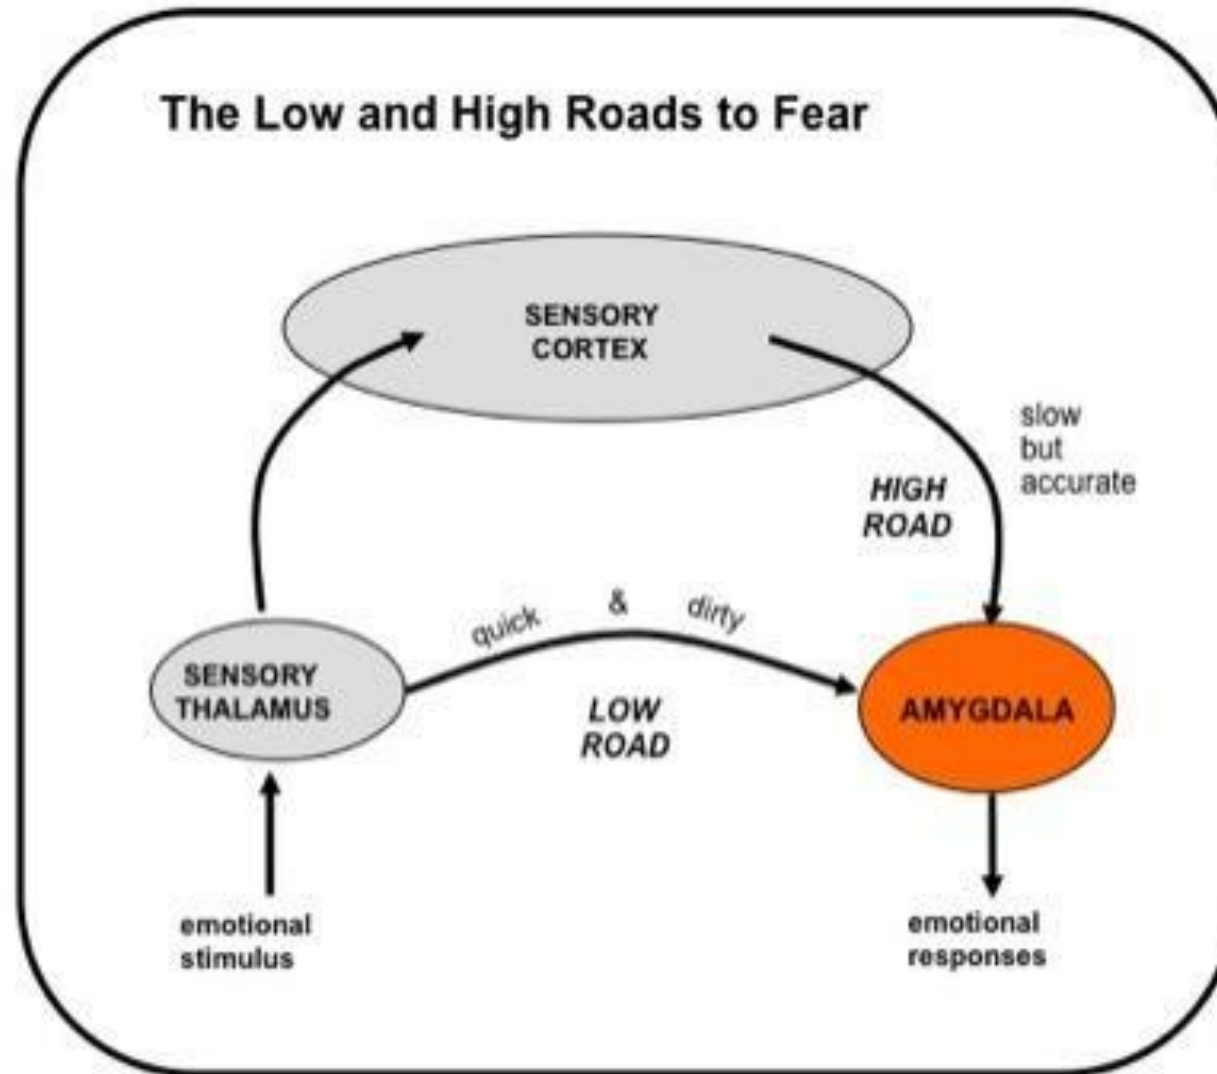 The Low and High Roads to Fear
SENSORY
CORTEX
slow
but
accurate
HIGH
ROAD
quick & dirty
SENSORY
THALAMUS
LOW
ROAD
AMYGDALA
emotional
stimulus
emotional
responses